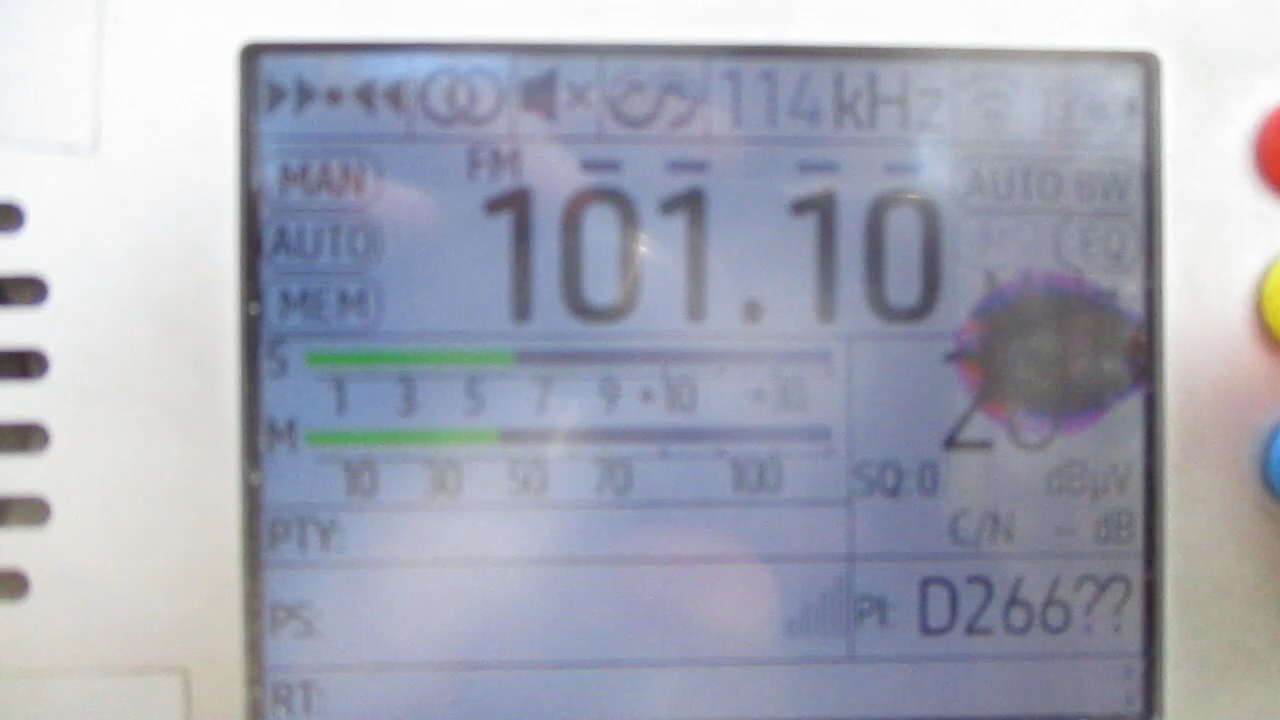 114kHz
FM
MAN
101.10
AUTO BW
AUTO
EQ
MEM
S
1 3 5 7 9 +10 +30
M
10 30 50 70 100
SQ 0
dBµV
C/N - dB
PTY:
PS:
PI: D266??
RT: